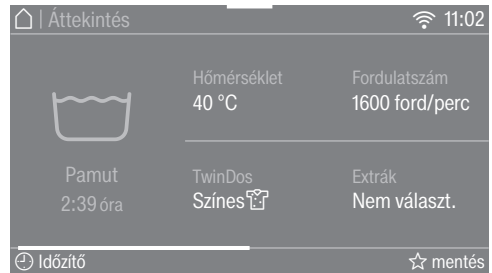 Áttekintés 11:02
Hőmérséklet Fordulatszám
40 °C 1600 ford/perc
Pamut TwinDos Extrák
2:39 óra Színes Nem választ.
Időzítő mentés